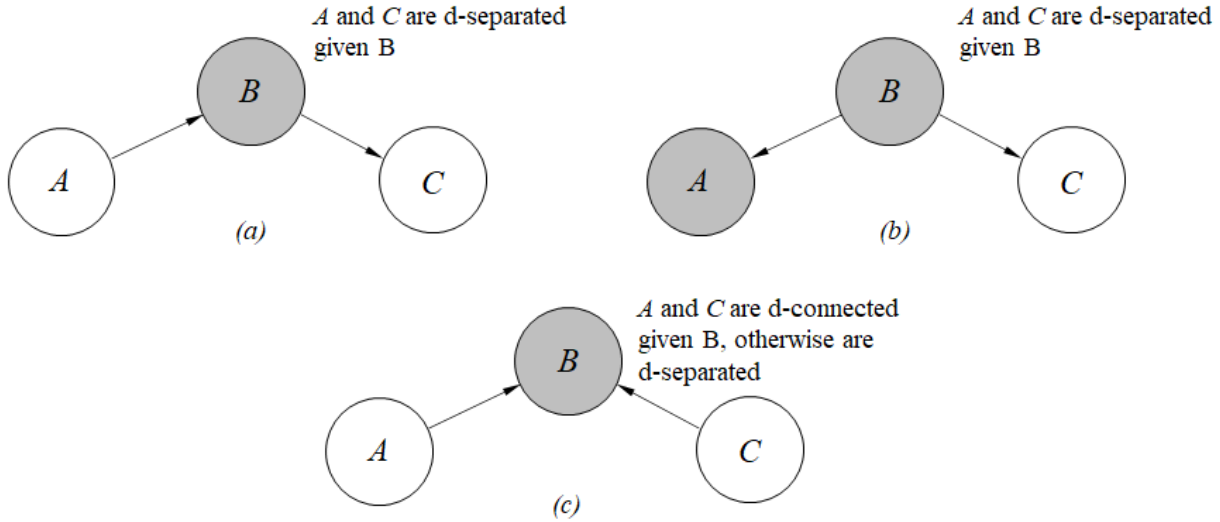 A and C are d-separated
given B
B
A
C
(a)
A and C are d-separated
given B
B
A
C
(b)
A and C are d-connected
given B, otherwise are
d-separated
B
A
C
(c)